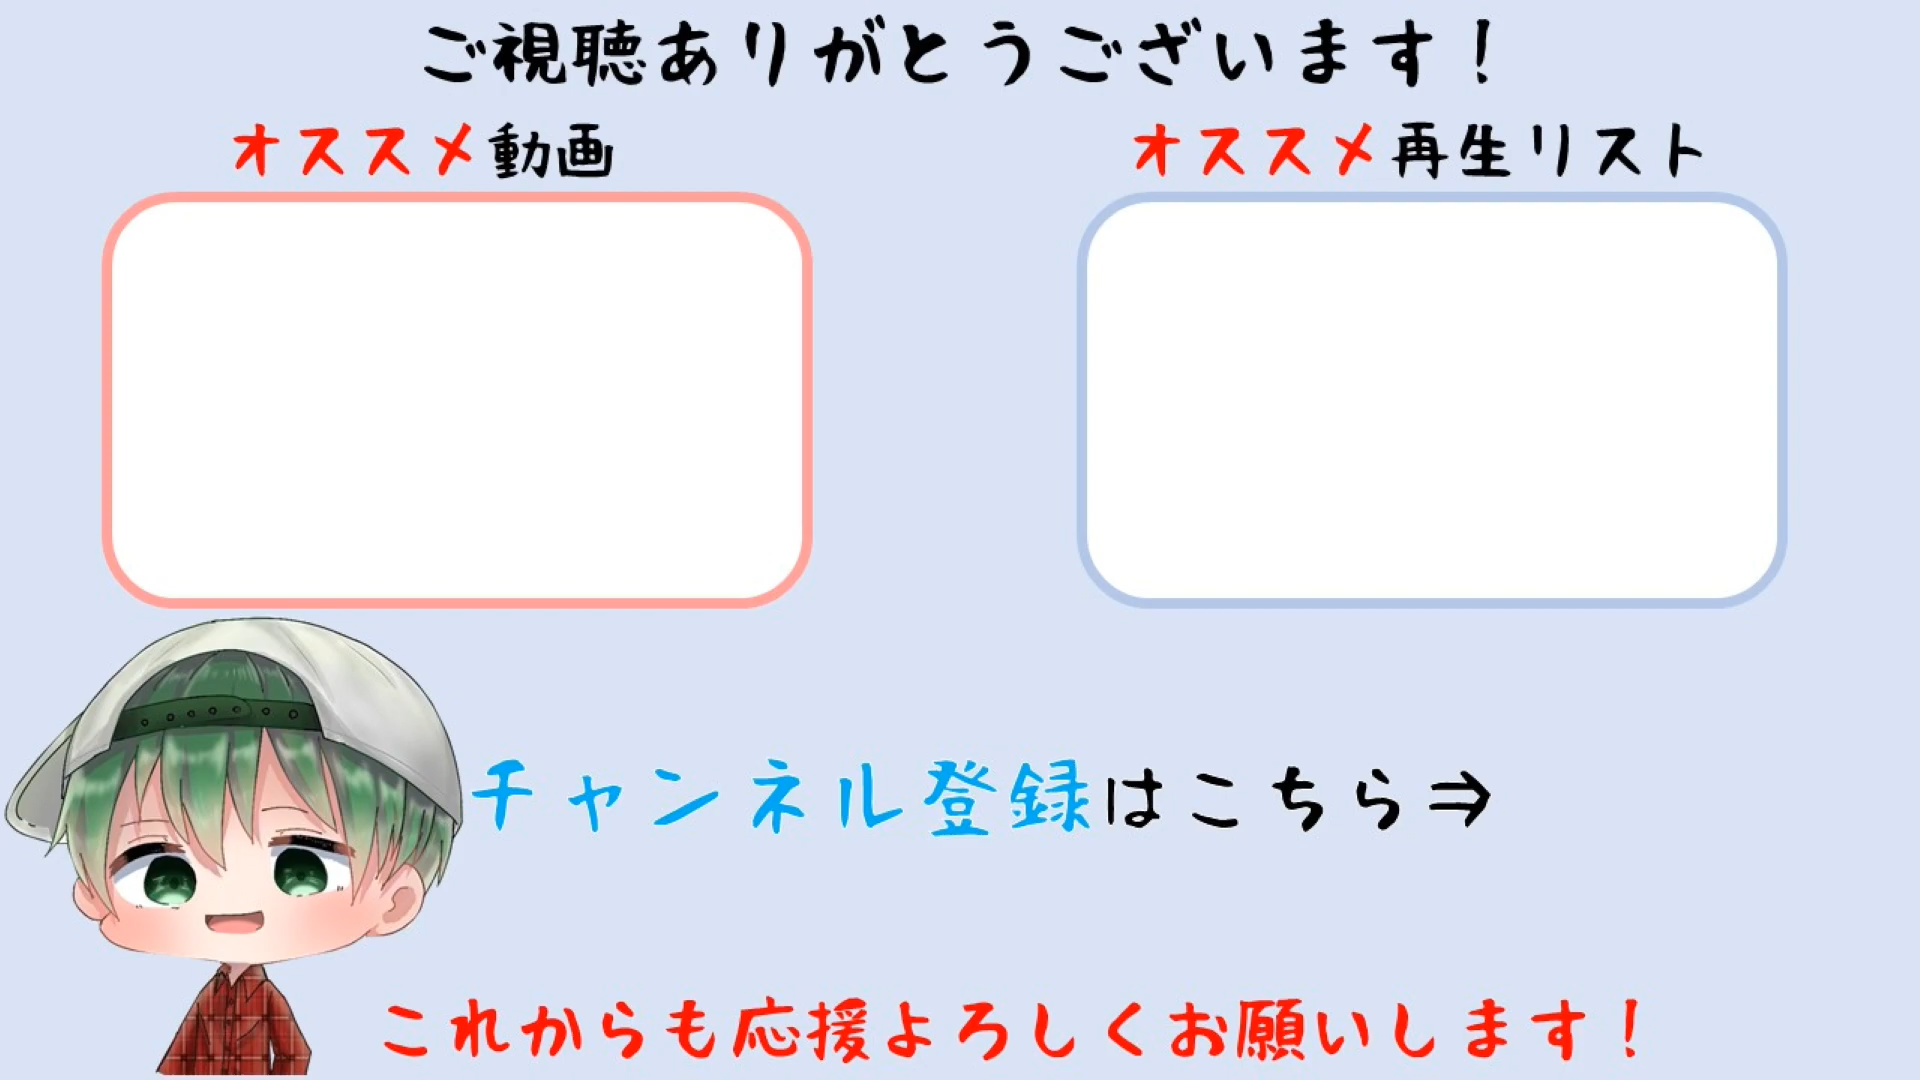 ご視聴ありがとうございます！
オススメ動画
オススメ再生リスト
チャンネル登録はこちら⇒
これからも応援よろしくお願いします！